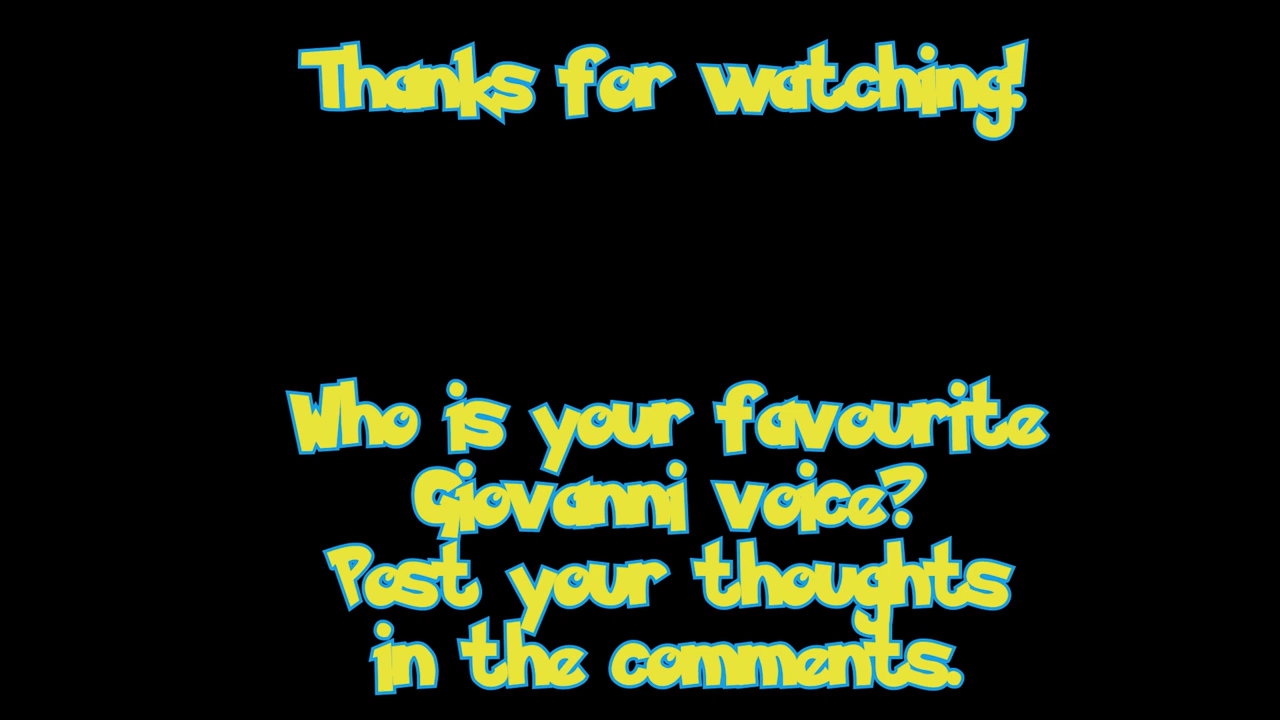 Thanks for watching!
Who is your favourite
Giovanni voice?
Post your thoughts
in the comments.